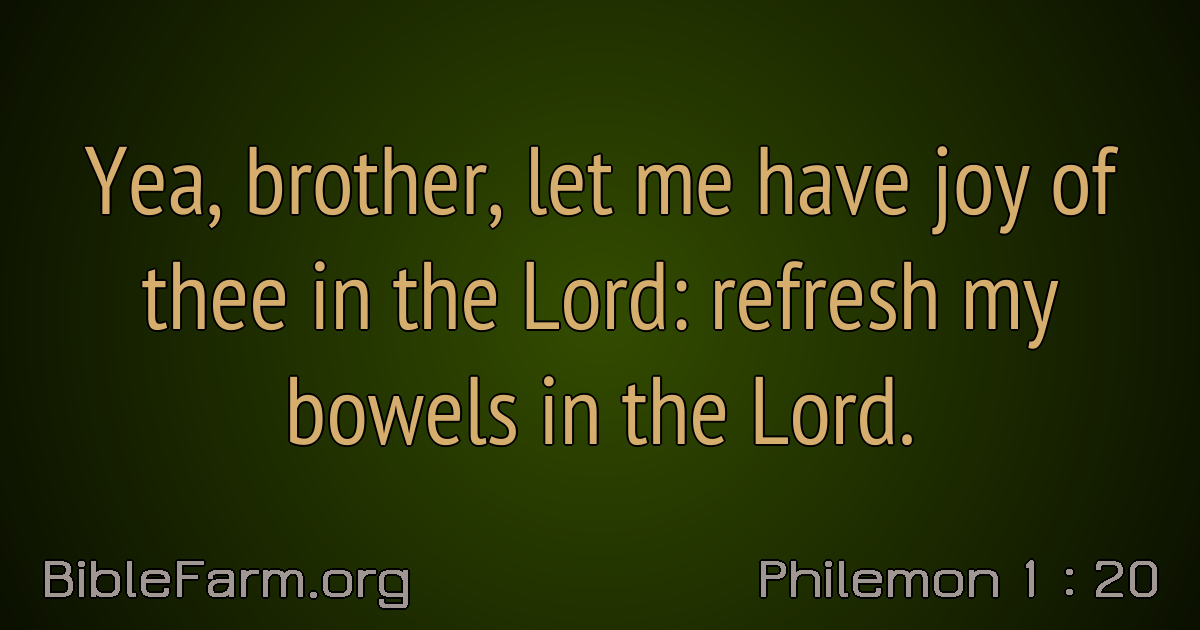 Yea, brother, let me have joy of
thee in the Lord: refresh my
bowels in the Lord.
BibleFarm.org
Philemon 1 : 20